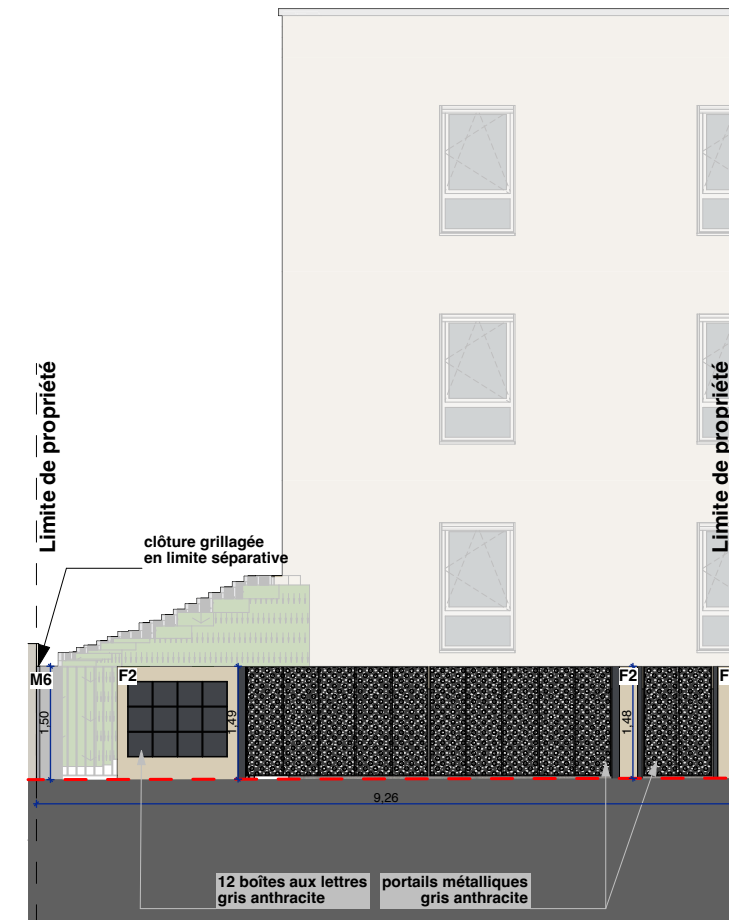 Limite de propriété
Limite de propriété
clôture grillagée
en limite séparative
M6
F2
F2
F
1,50
1,49
1,48
9,26
12 boîtes aux lettres
gris anthracite
portails métalliques
gris anthracite